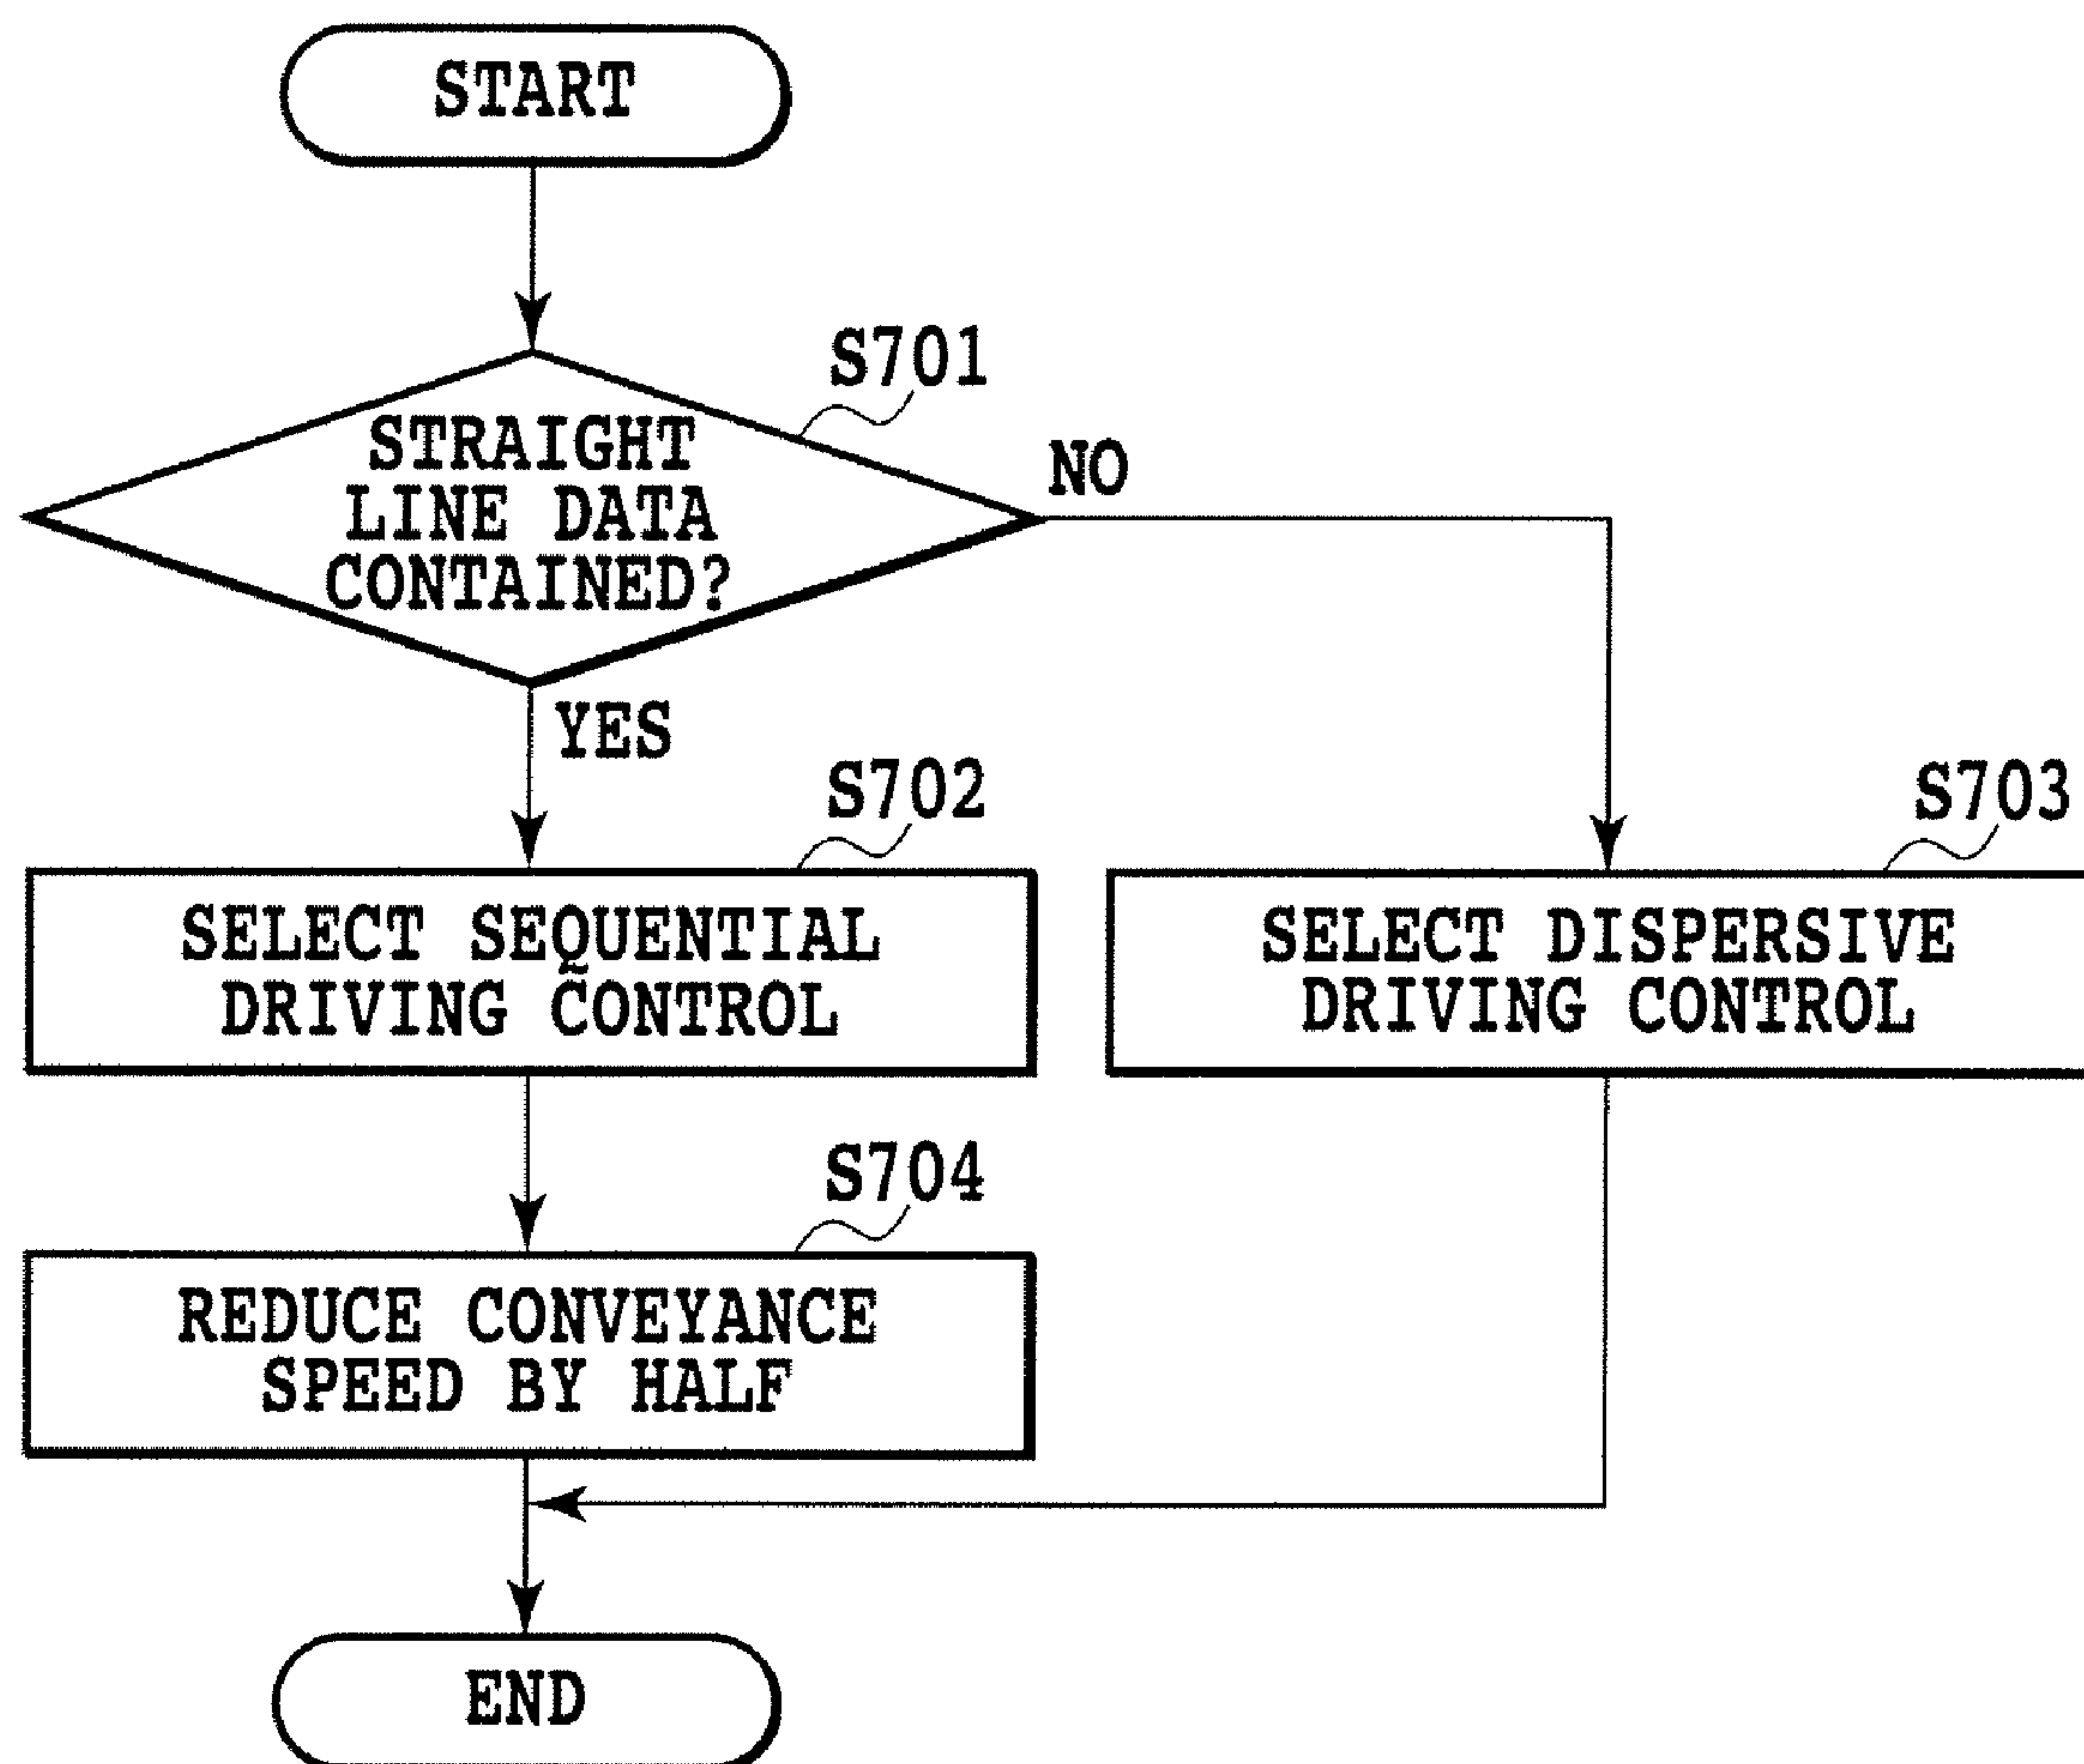 START
S701
STRAIGHT
LINE DATA
CONTAINED?
NO
YES
S702
SELECT SEQUENTIAL
DRIVING CONTROL
S703
SELECT DISPERSIVE
DRIVING CONTROL
S704
REDUCE CONVEYANCE
SPEED BY HALF
END